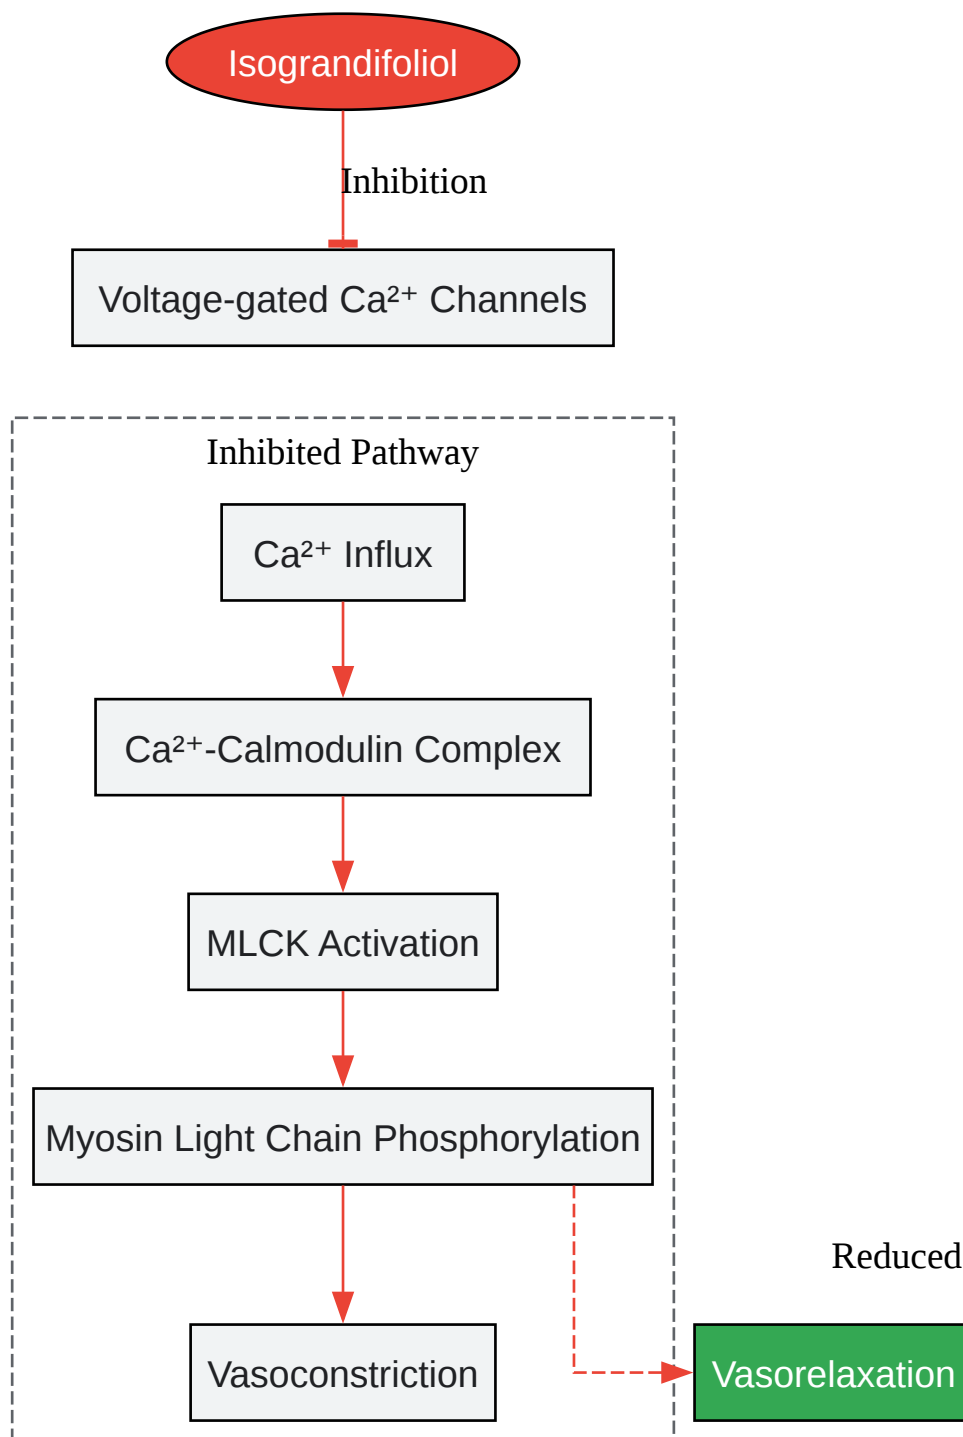 Isograndifoliol
Inhibition
Voltage-gated Ca²⁺ Channels
Inhibited Pathway
Ca²⁺ Influx
Ca²⁺-Calmodulin Complex
MLCK Activation
Myosin Light Chain Phosphorylation
Reduced
Vasoconstriction
Vasorelaxation